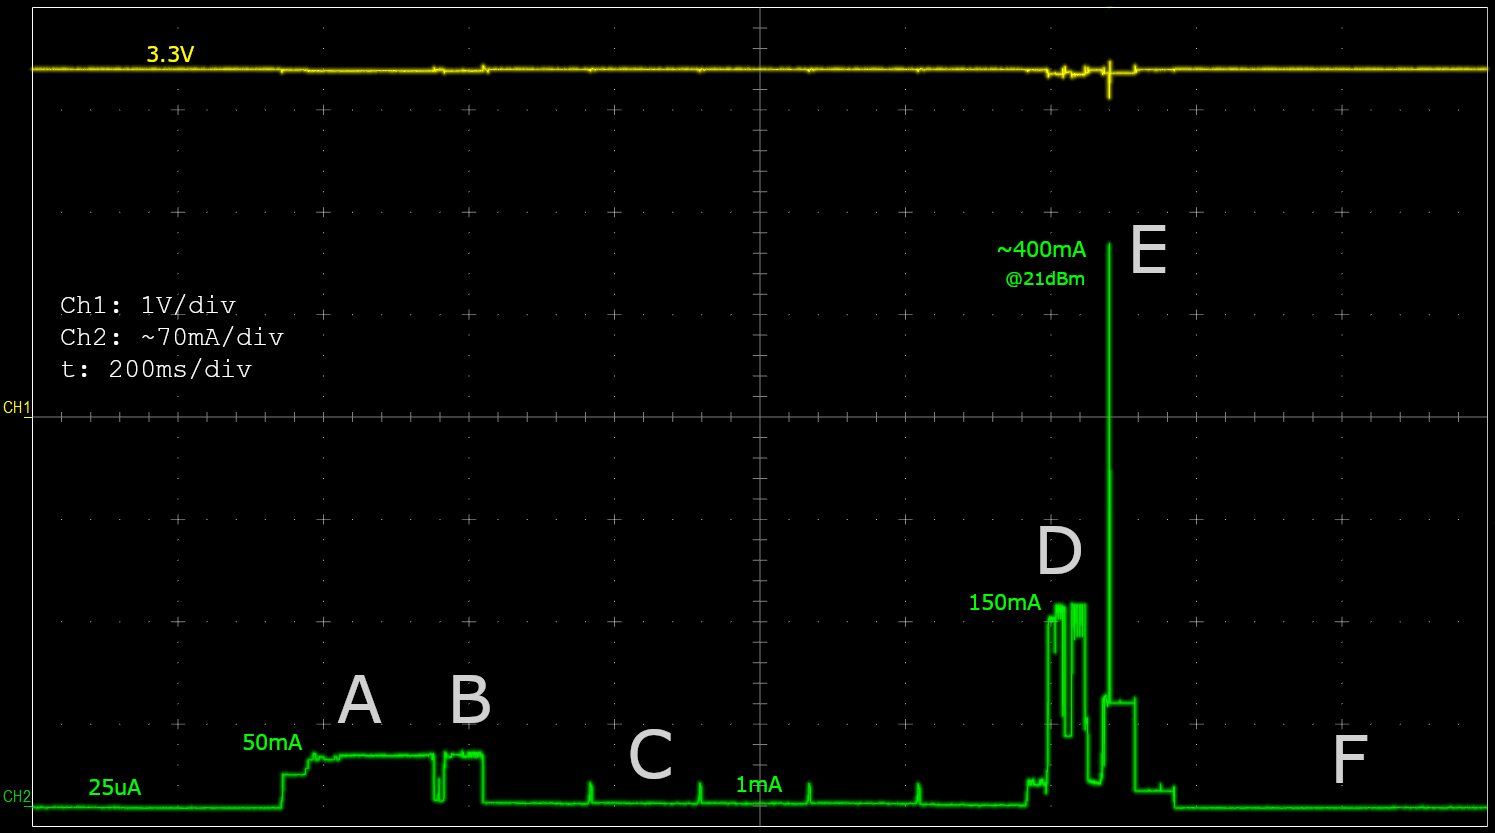 3.3V
E
~400mA
@21dBm
Ch1: 1V/div
Ch2: ~70mA/div
t: 200ms/div
CH1
D
150mA
A
B
50mA
C
F
1mA
25uA
CH2